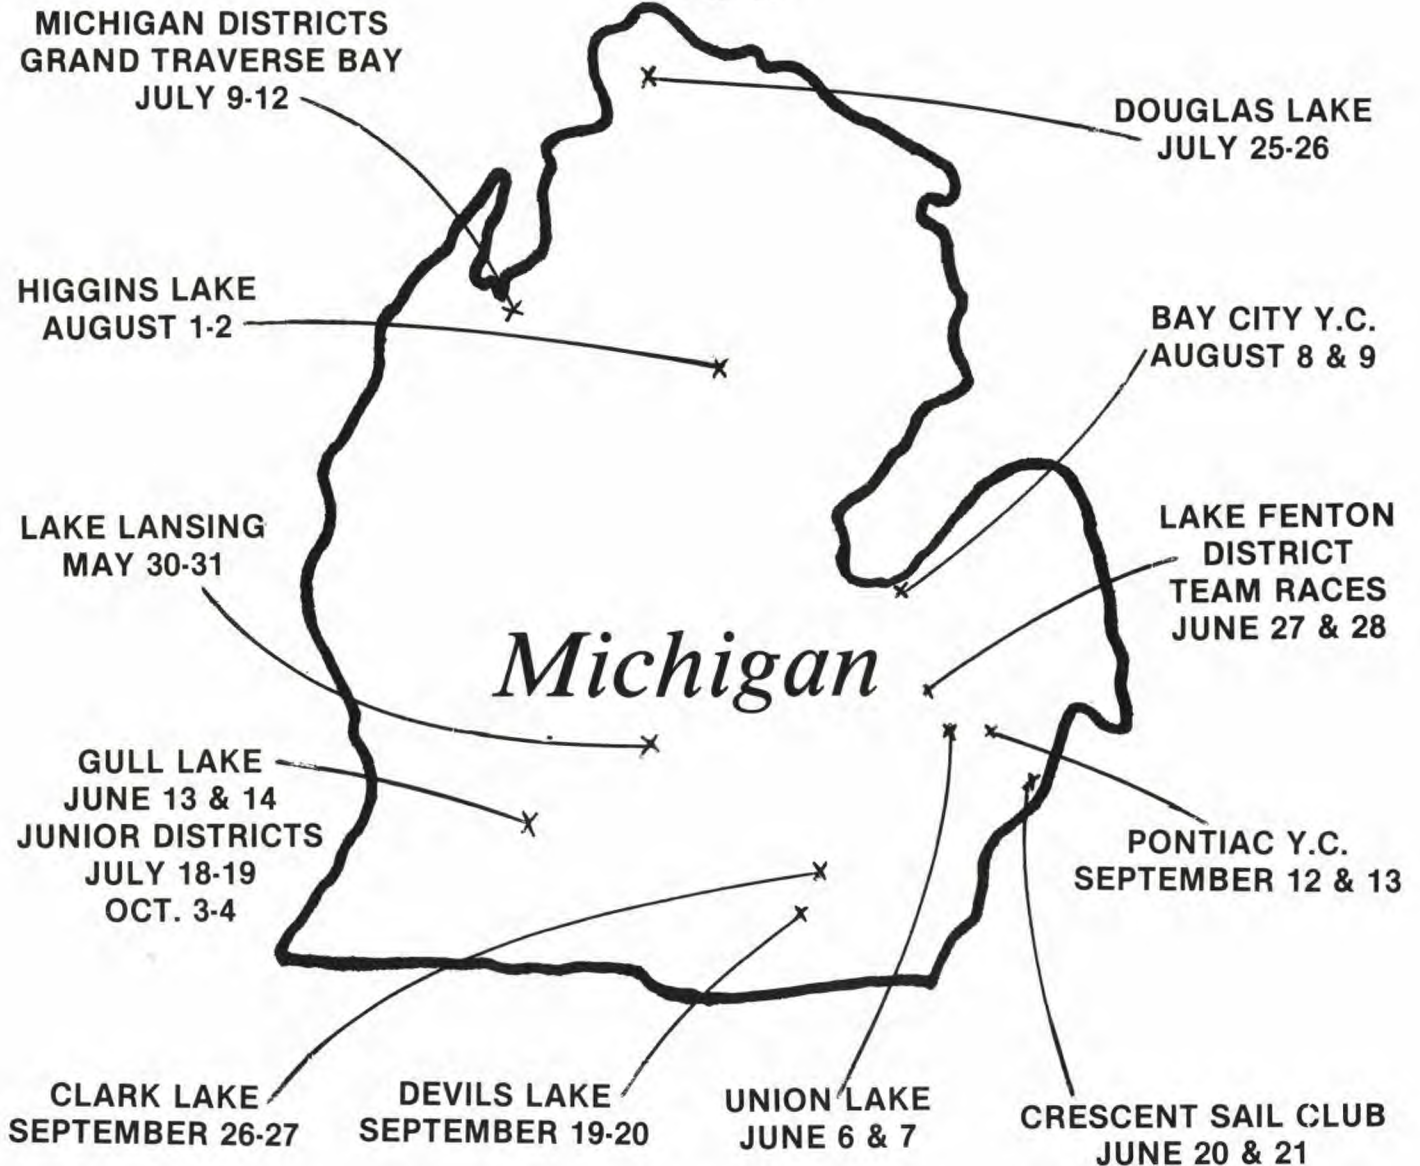 MICHIGAN DISTRICTS
GRAND TRAVERSE BAY
JULY 9-12
DOUGLAS LAKE
JULY 25-26
HIGGINS LAKE
AUGUST 1-2
BAY CITY Y.C.
AUGUST 8 & 9
LAKE LANSING
MAY 30-31
LAKE FENTON
DISTRICT
TEAM RACES
JUNE 27 & 28
Michigan
GULL LAKE
JUNE 13 & 14
JUNIOR DISTRICTS
JULY 18-19
OCT. 3-4
PONTIAC Y.C.
SEPTEMBER 12 & 13
CLARK LAKE
SEPTEMBER 26-27
DEVILS LAKE
SEPTEMBER 19-20
UNION LAKE
JUNE 6 & 7
CRESCENT SAIL CLUB
JUNE 20 & 21